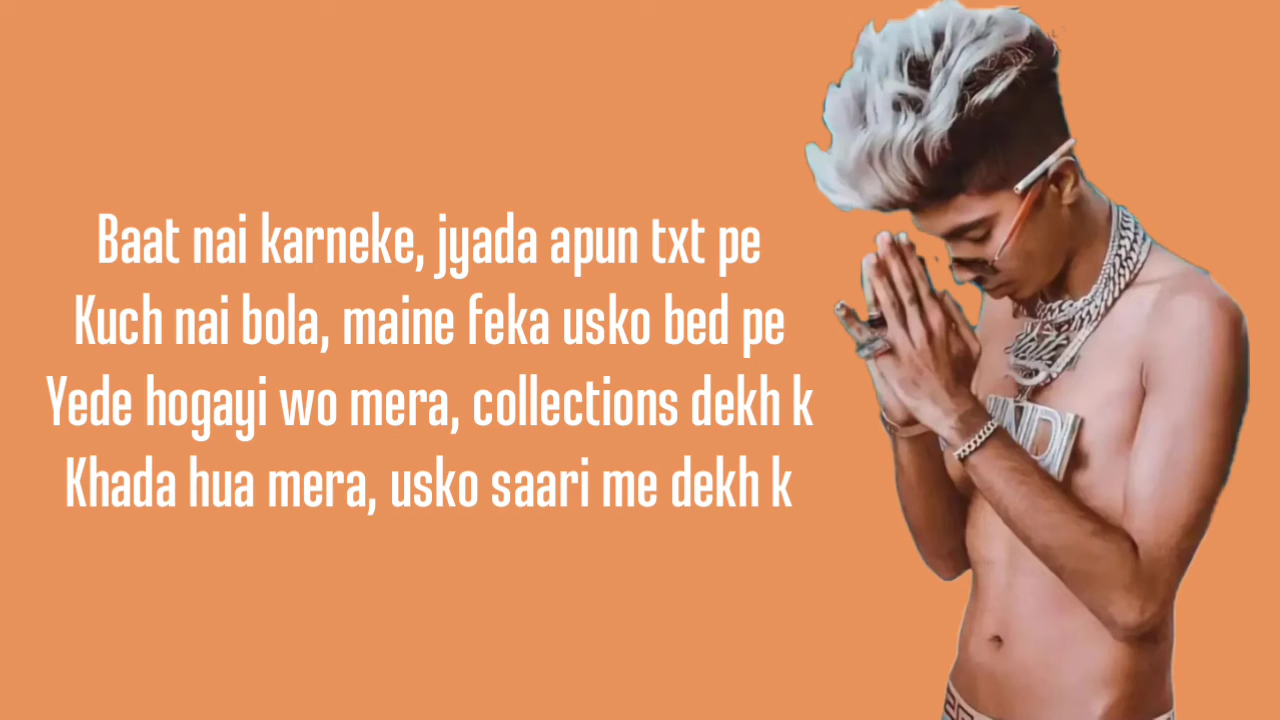 Baat nai karneke, jyada apun txt pe
Kuch nai bola, maine feka usko bed pe
Yede hogayi wo mera, collections dekh k
Khada hua mera, usko saari me dekh k